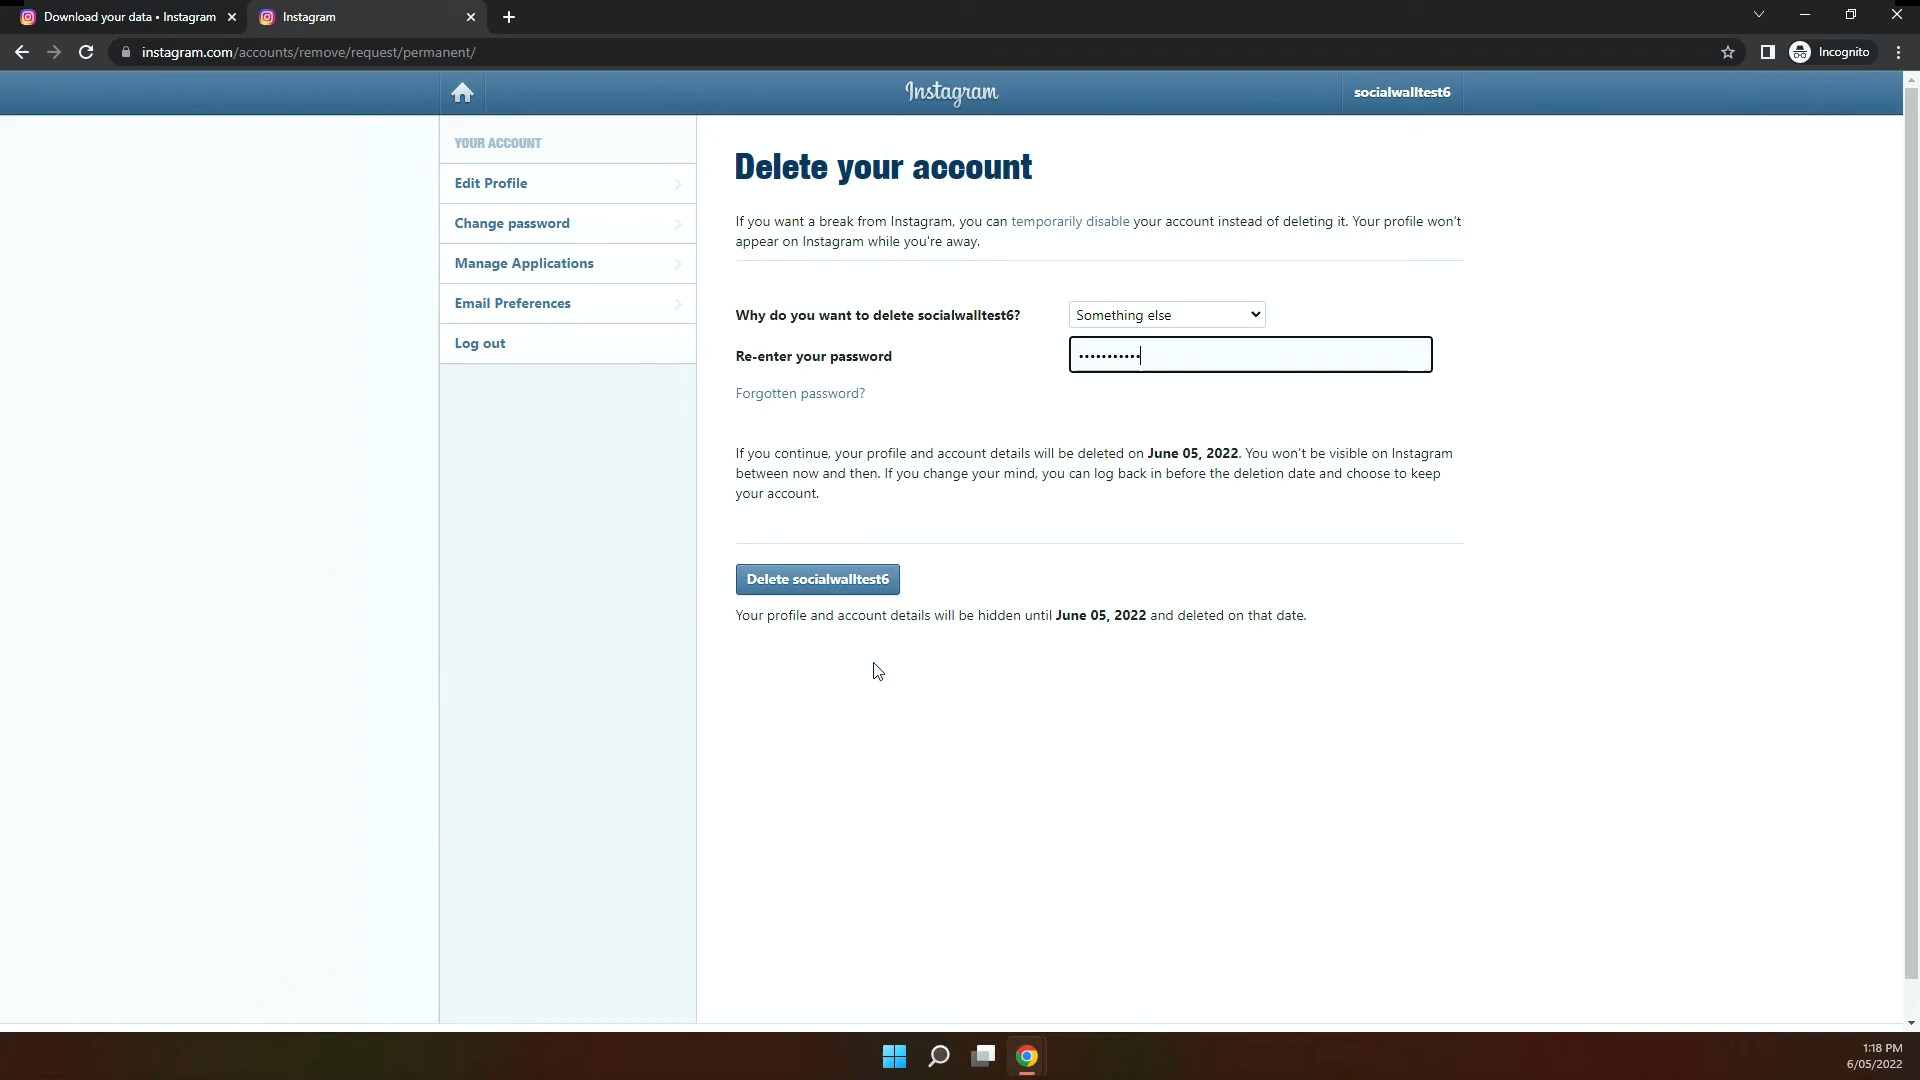 Download your data • Instagram
Instagram
instagram.com/accounts/remove/request/permanent/
Incognito
Instagram
socialwalltest6
YOUR ACCOUNT
Edit Profile
Change password
Manage Applications
Email Preferences
Log out
Delete your account
If you want a break from Instagram, you can temporarily disable your account instead of deleting it. Your profile won't
appear on Instagram while you're away.
Why do you want to delete socialwalltest6?
Something else
Re-enter your password
•••••••••••
Forgotten password?
If you continue, your profile and account details will be deleted on June 05, 2022. You won't be visible on Instagram
between now and then. If you change your mind, you can log back in before the deletion date and choose to keep
your account.
Delete socialwalltest6
Your profile and account details will be hidden until June 05, 2022 and deleted on that date.
1:18 PM
6/05/2022